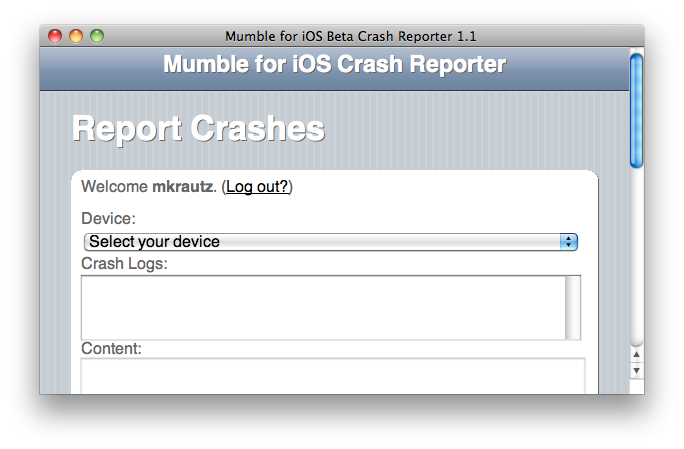 Mumble for iOS Beta Crash Reporter 1.1
Mumble for iOS Crash Reporter
Report Crashes
Welcome mkrautz. (Log out?)
Device:
Select your device
Crash Logs:
Content: